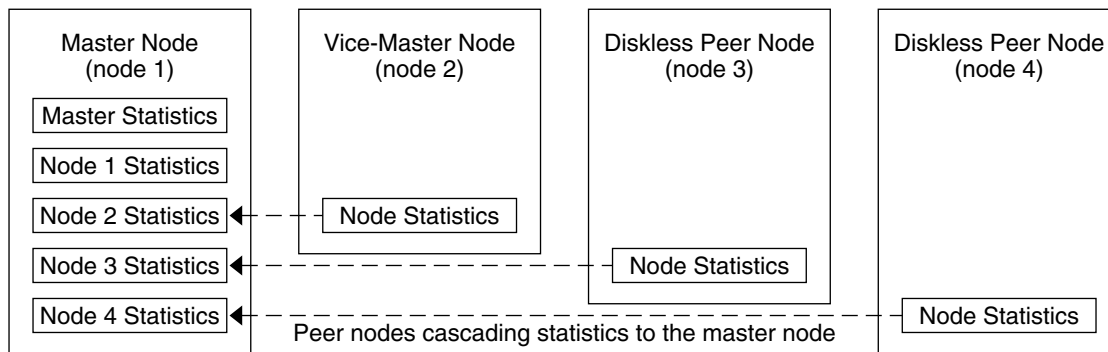 Master Node
(node 1)
Master Statistics
Node 1 Statistics
Node 2 Statistics
Node 3 Statistics
Node 4 Statistics
Vice-Master Node
(node 2)
Node Statistics
Diskless Peer Node
(node 3)
Node Statistics
Diskless Peer Node
(node 4)
Node Statistics
Peer nodes cascading statistics to the master node